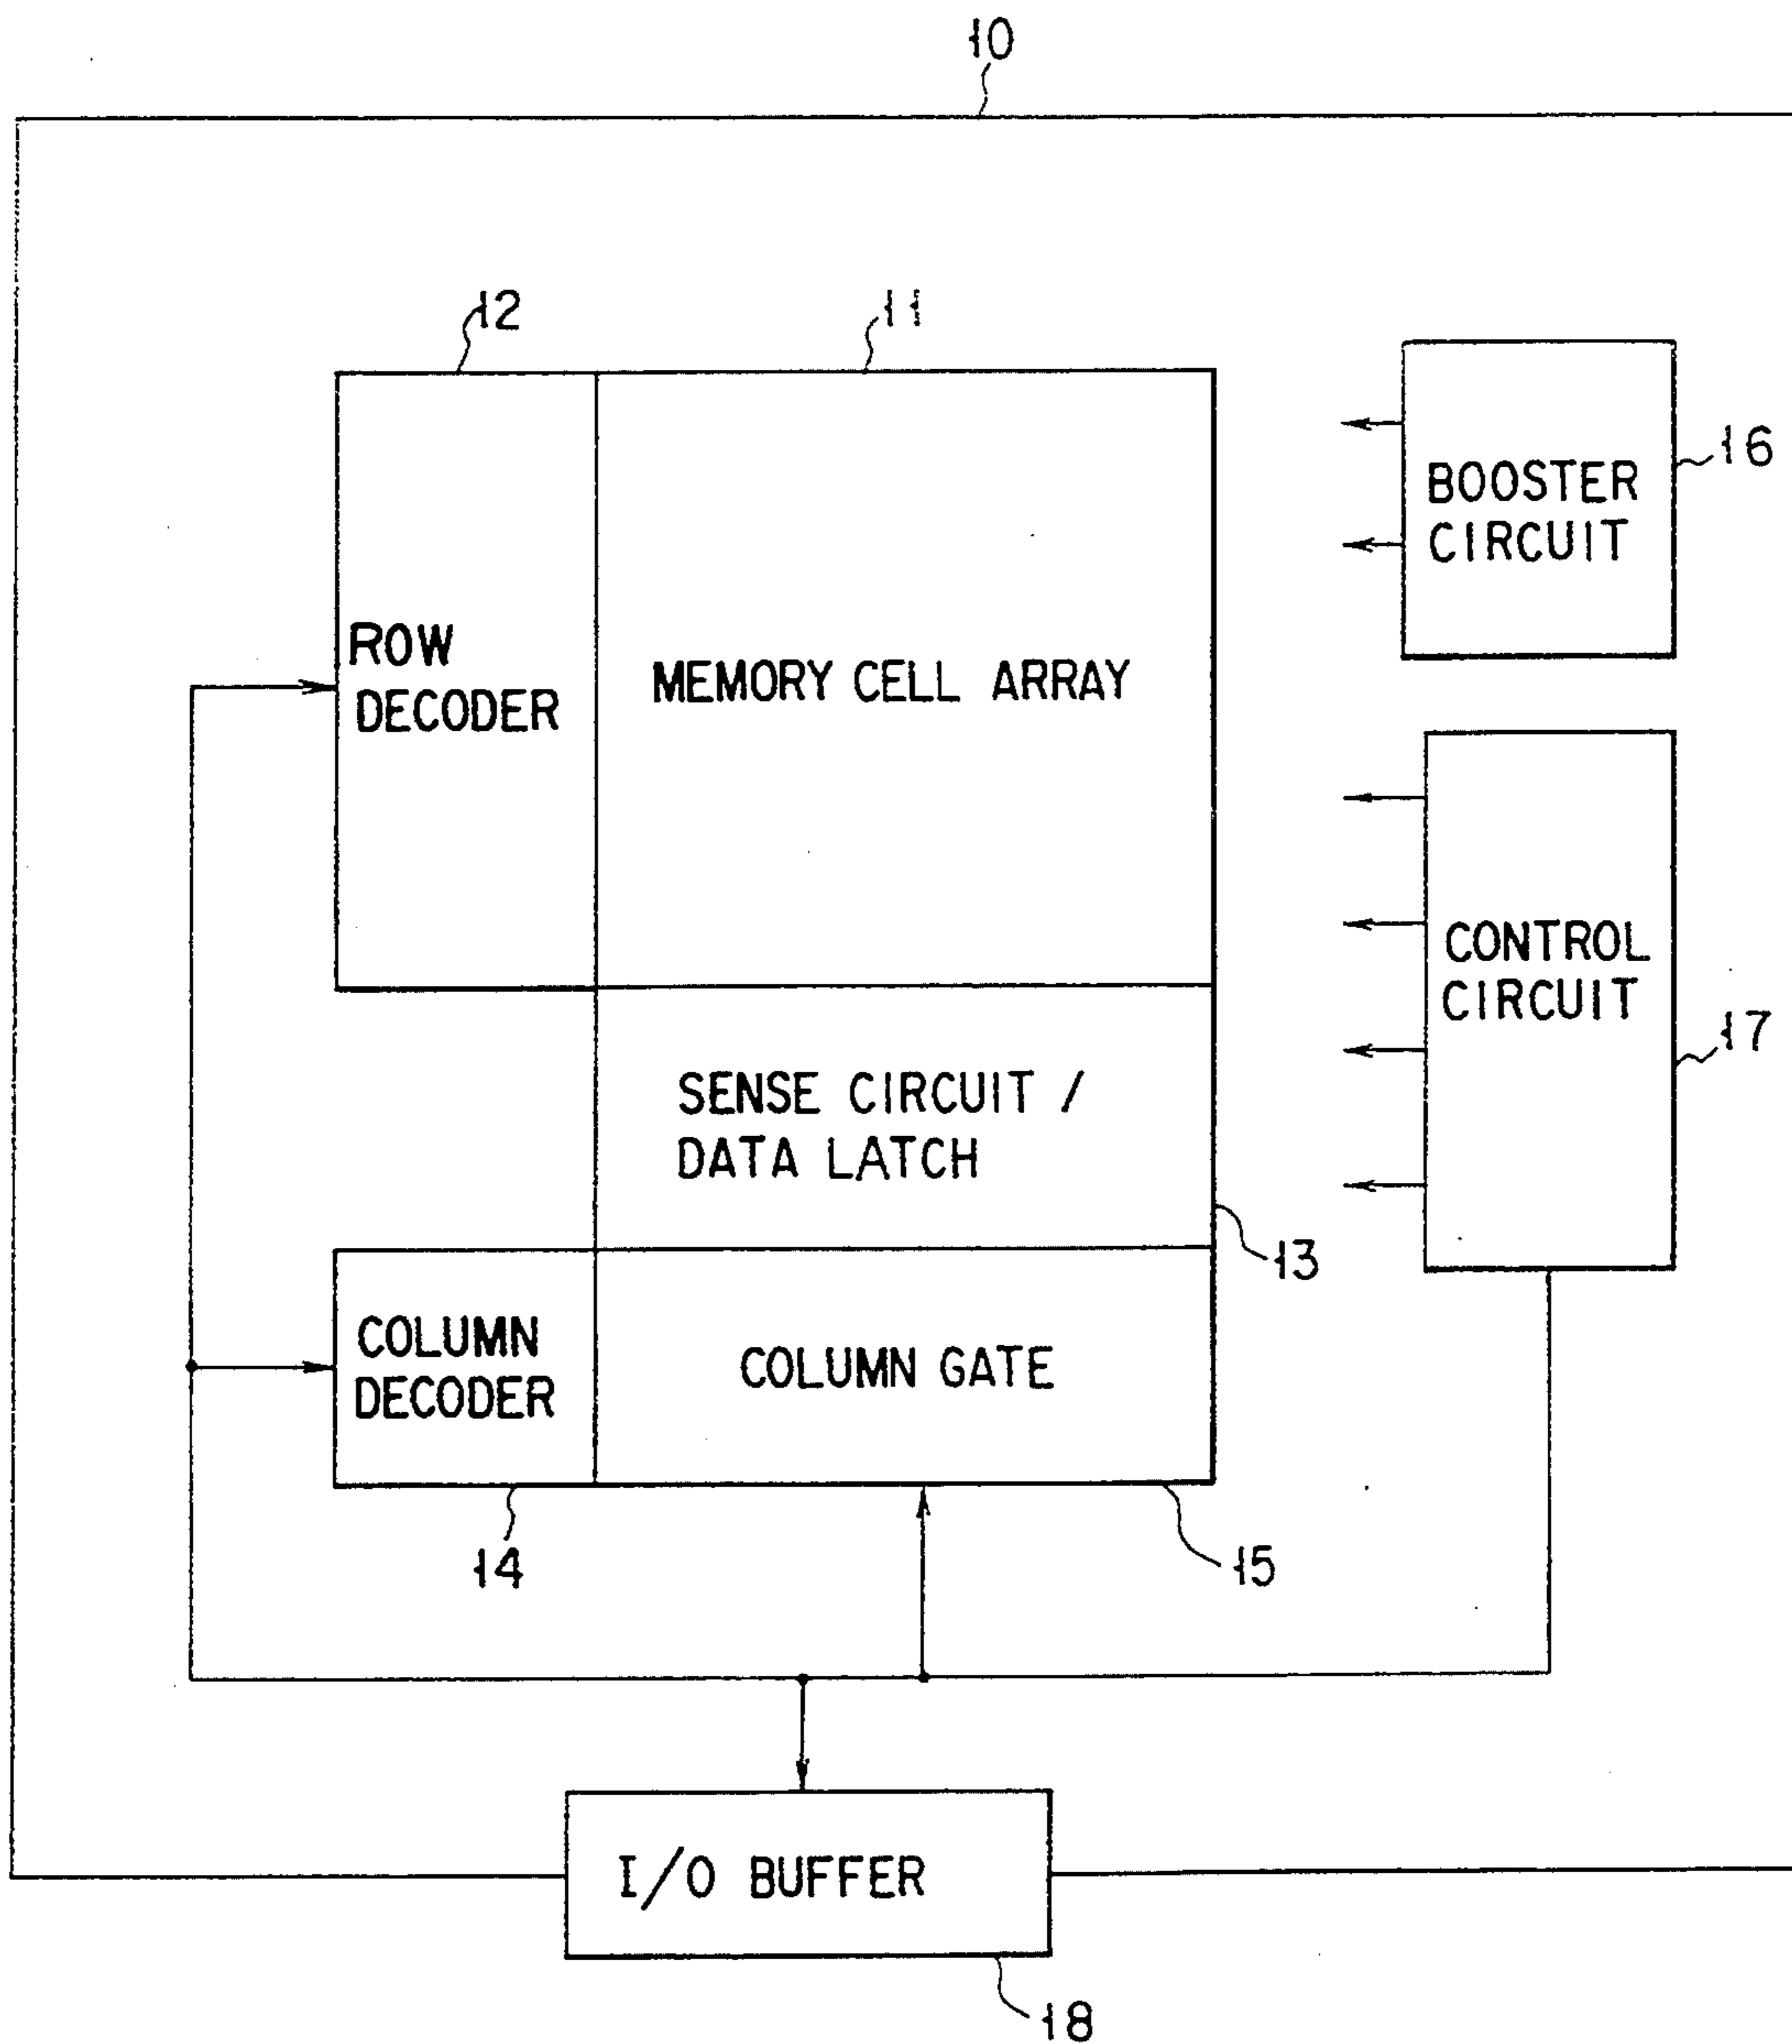 10
12
11
16
BOOSTER
CIRCUIT
ROW
DECODER
MEMORY CELL ARRAY
CONTROL
CIRCUIT
17
SENSE CIRCUIT /
DATA LATCH
13
COLUMN
DECODER
COLUMN GATE
14
15
I/O BUFFER
18